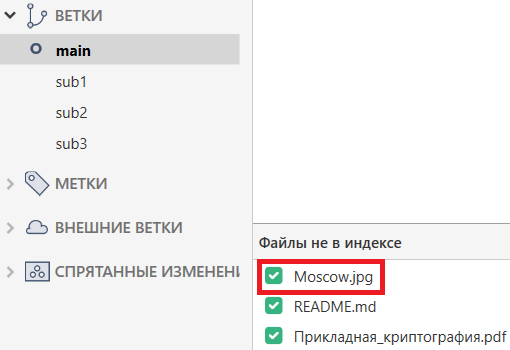 ВЕТКИ
main
sub1
sub2
sub3
МЕТКИ
ВНЕШНИЕ ВЕТКИ
СПРЯТАННЫЕ ИЗМЕНЕНИ
Файлы не в индексе
Moscow.jpg
README.md
Прикладная_криптография.pdf